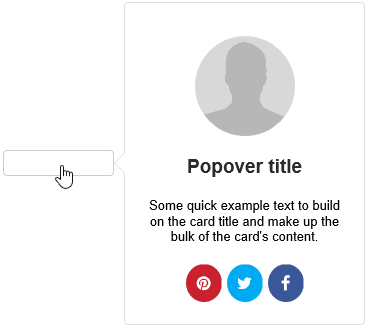 Popover title
Some quick example text to build
on the card title and make up the
bulk of the card's content.